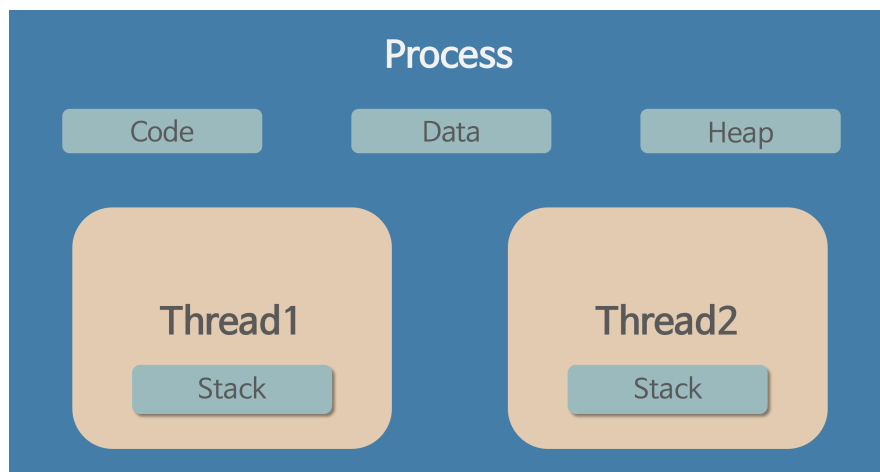 Process
Code
Data
Heap
Thread1
Thread2
Stack
Stack